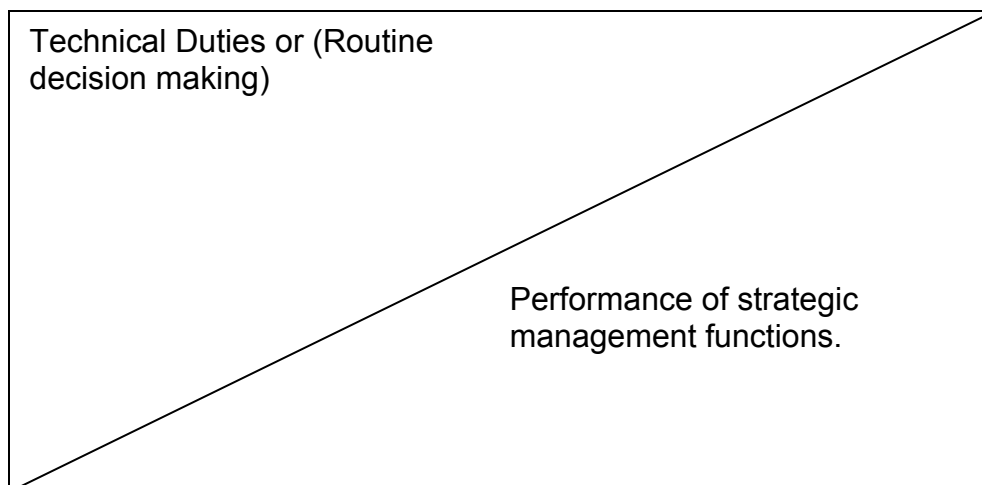 Technical Duties or (Routine
decision making)
Performance of strategic
management functions.